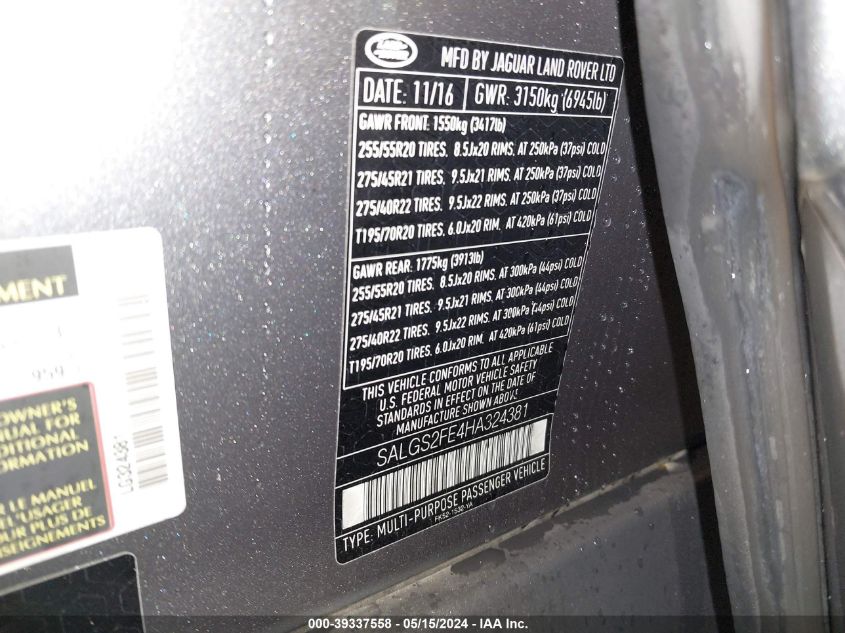 LAND ROVER
MFD BY JAGUAR LAND ROVER LTD
DATE: 11/16
GWR: 3150kg (6945lb)
GAWR FRONT: 1550kg (3417lb)
255/55R20 TIRES. 8.5Jx20 RIMS. AT 250kPa (37psi) COLD
275/45R21 TIRES. 9.5Jx21 RIMS. AT 250kPa (37psi) COLD
275/40R22 TIRES. 9.5Jx22 RIMS. AT 250kPa (37psi) COLD
T195/70R20 TIRES. 6.0Jx20 RIM. AT 420kPa (61psi) COLD
GAWR REAR: 1775kg (3913lb)
255/55R20 TIRES. 8.5Jx20 RIMS. AT 300kPa (44psi) COLD
275/45R21 TIRES. 9.5Jx21 RIMS. AT 300kPa (44psi) COLD
275/40R22 TIRES. 9.5Jx22 RIMS. AT 300kPa (44psi) COLD
T195/70R20 TIRES. 6.0Jx20 RIM. AT 420kPa (61psi) COLD
THIS VEHICLE CONFORMS TO ALL APPLICABLE
U.S. FEDERAL MOTOR VEHICLE SAFETY
STANDARDS IN EFFECT ON THE DATE OF
MANUFACTURE SHOWN ABOVE
SALGS2FE4HA324381
TYPE: MULTI-PURPOSE PASSENGER VEHICLE
MENT
959
OWNER'S
NUAL FOR
DITIONAL
ORMATION
R LE MANUEL
L'USAGER
OUR PLUS DE
SEIGNEMENTS
000-39337558 - 05/15/2024 - IAA Inc.